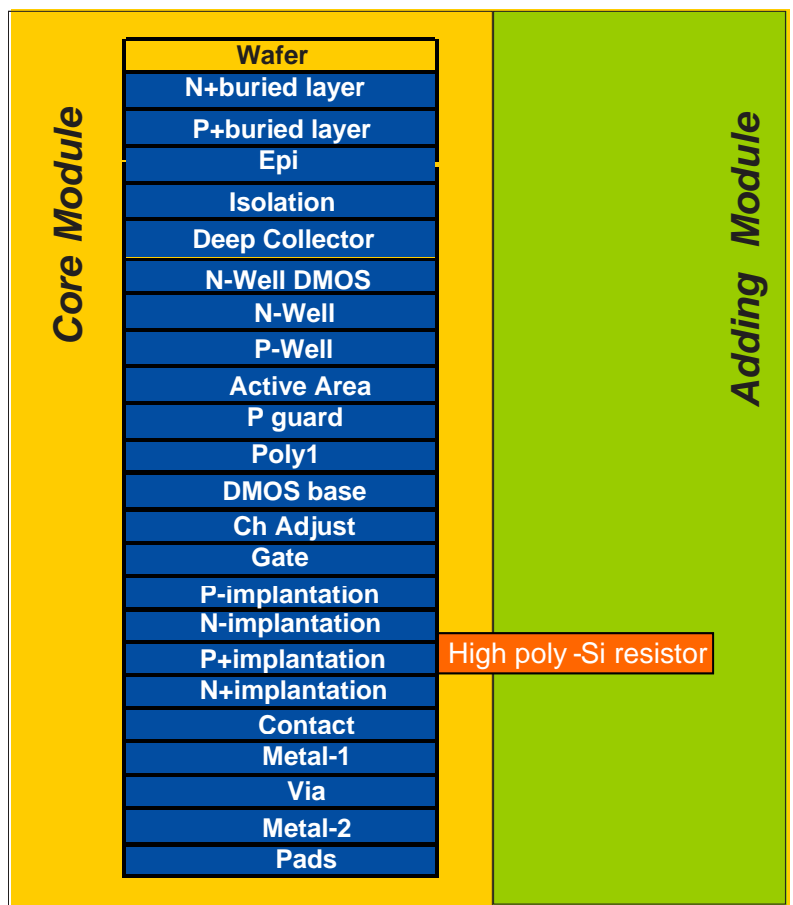 Core Module
Wafer
N+buried layer
P+buried layer
Epi
Isolation
Deep Collector
N-Well DMOS
N-Well
P-Well
Active Area
P guard
Poly1
DMOS base
Ch Adjust
Gate
P-implantation
N-implantation
P+implantation
N+implantation
Contact
Metal-1
Via
Metal-2
Pads
High poly -Si resistor
Adding Module